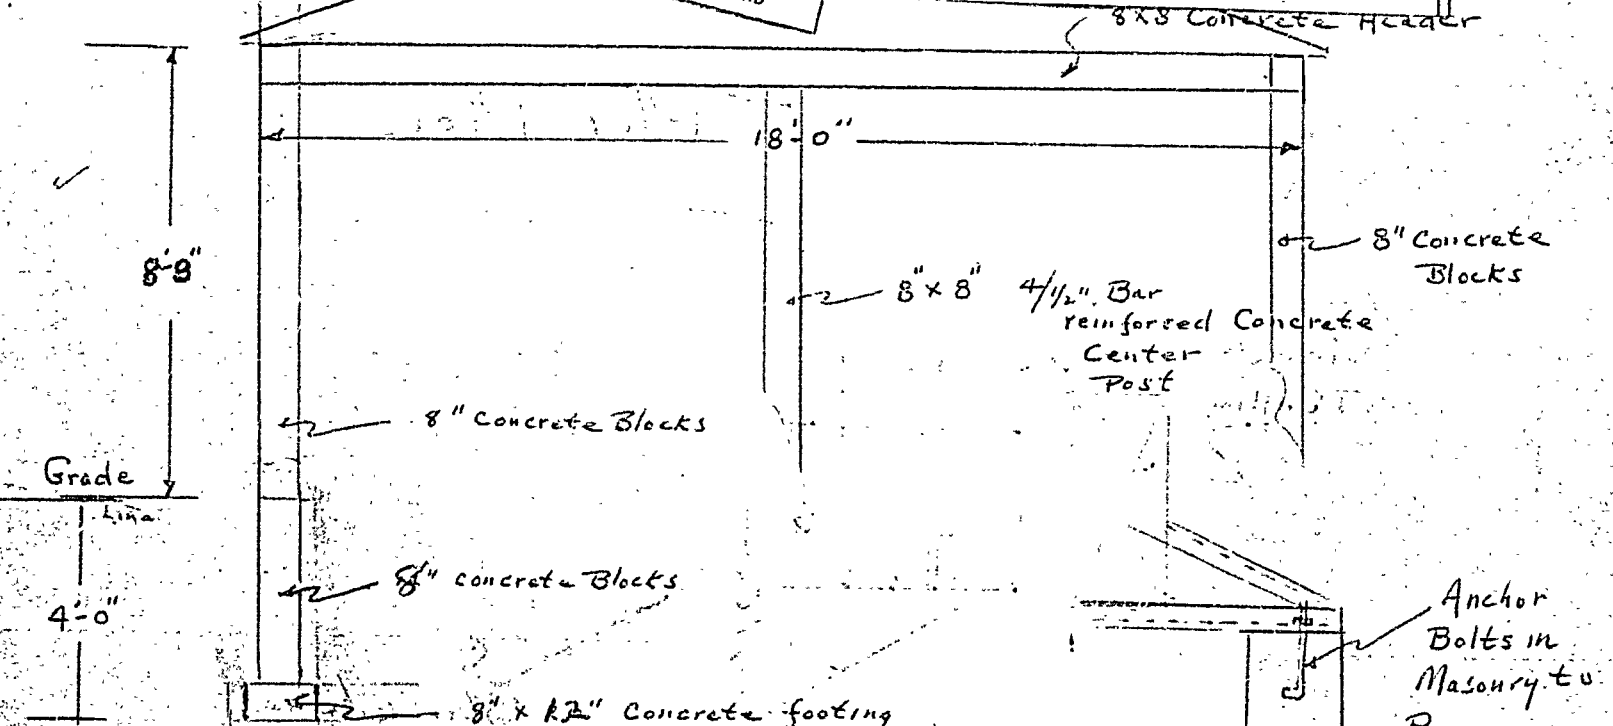 8X8 Concrete Header
18'-0"
8'-8"
8" Concrete
Blocks
8" x 8" 4/1/2" Bar
reinforsed Concrete
Center
Post
8" Concrete Blocks
Grade
Line
8" concrete Blocks
4'-0"
Anchor
Bolts in
Masonry to
8" x 12" Concrete footing